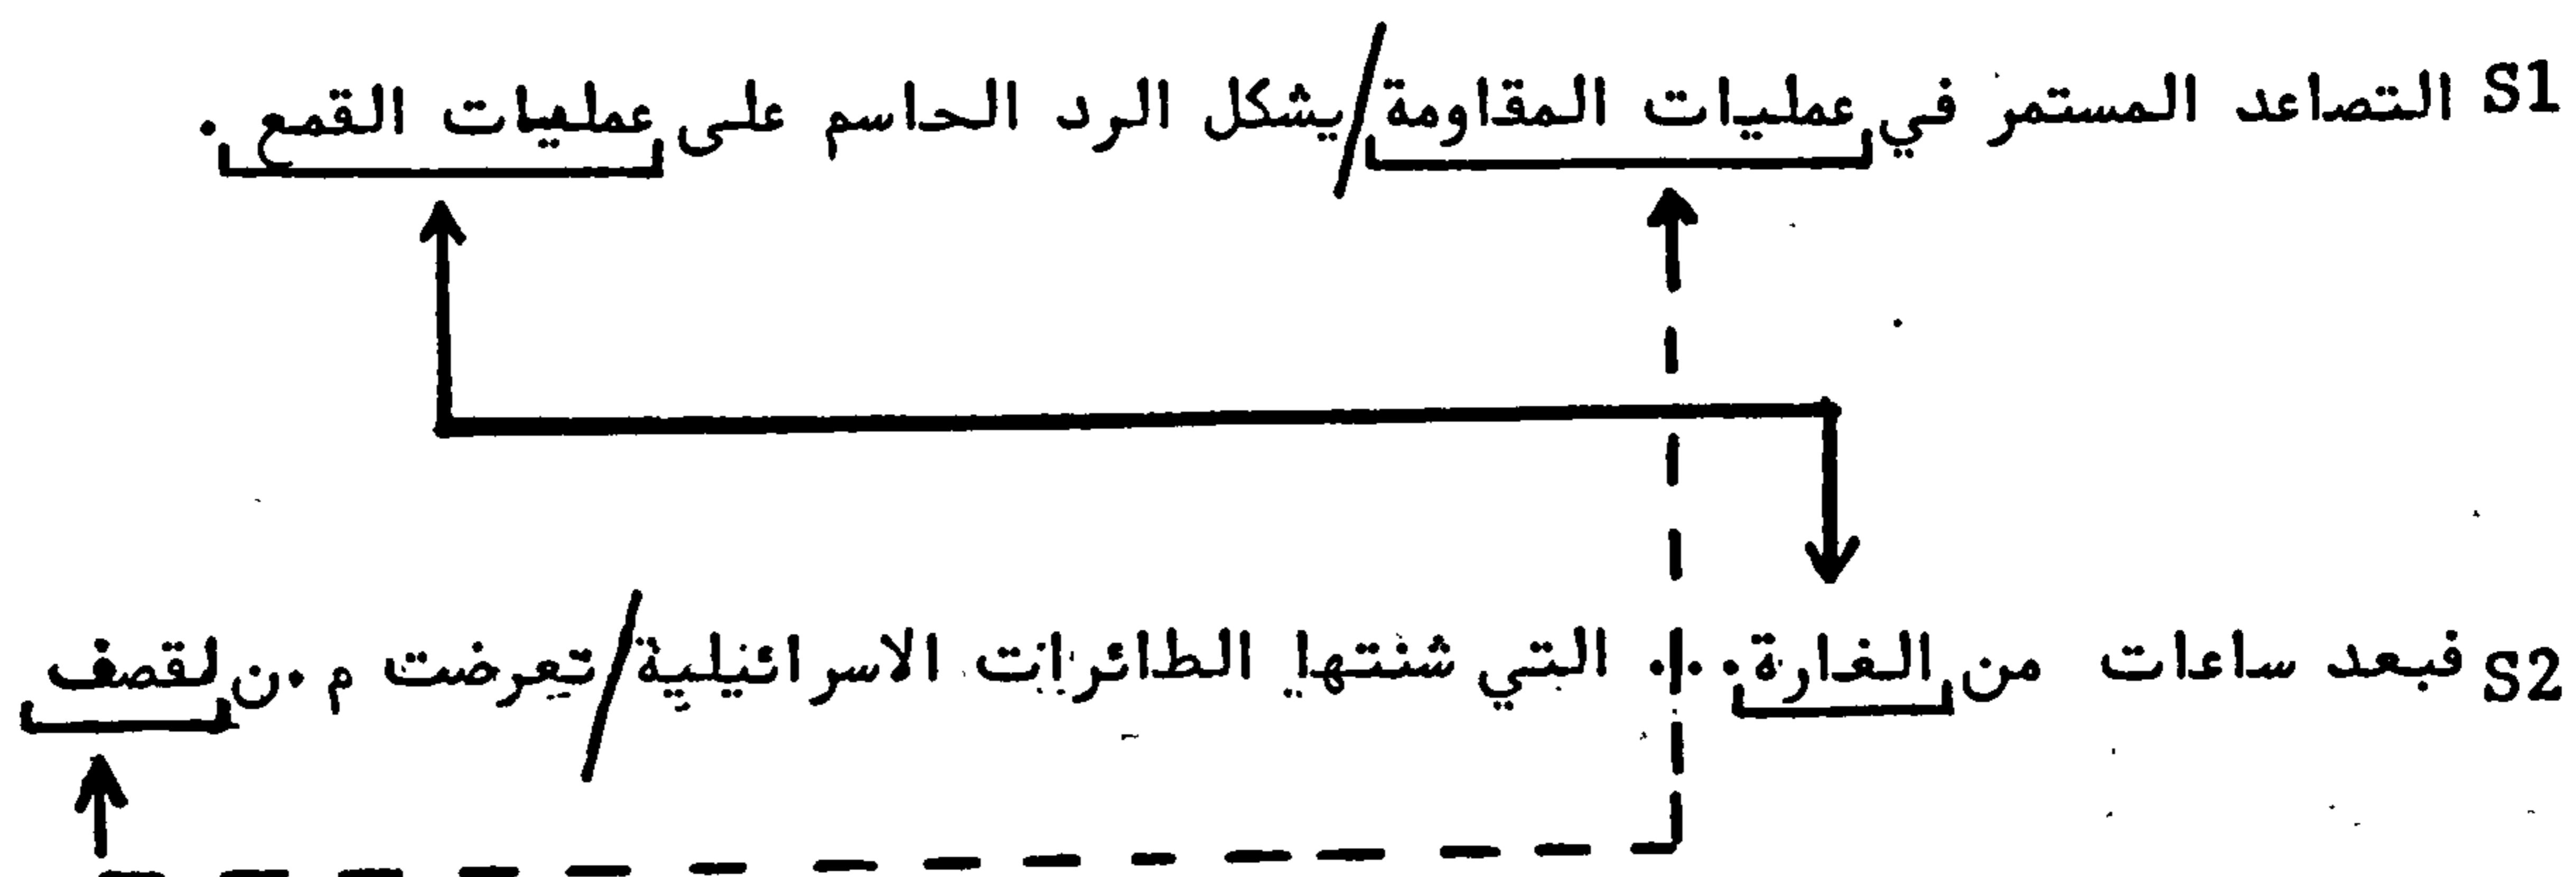 S1 التصاعد المستمر في عمليات المقاومة/يشكل الرد الحاسم على عمليات القمع .
S2 فبعد ساعات من الغارة... التي شنتها الطائرات الاسرائيلية/تعرضت م.ن لقصف